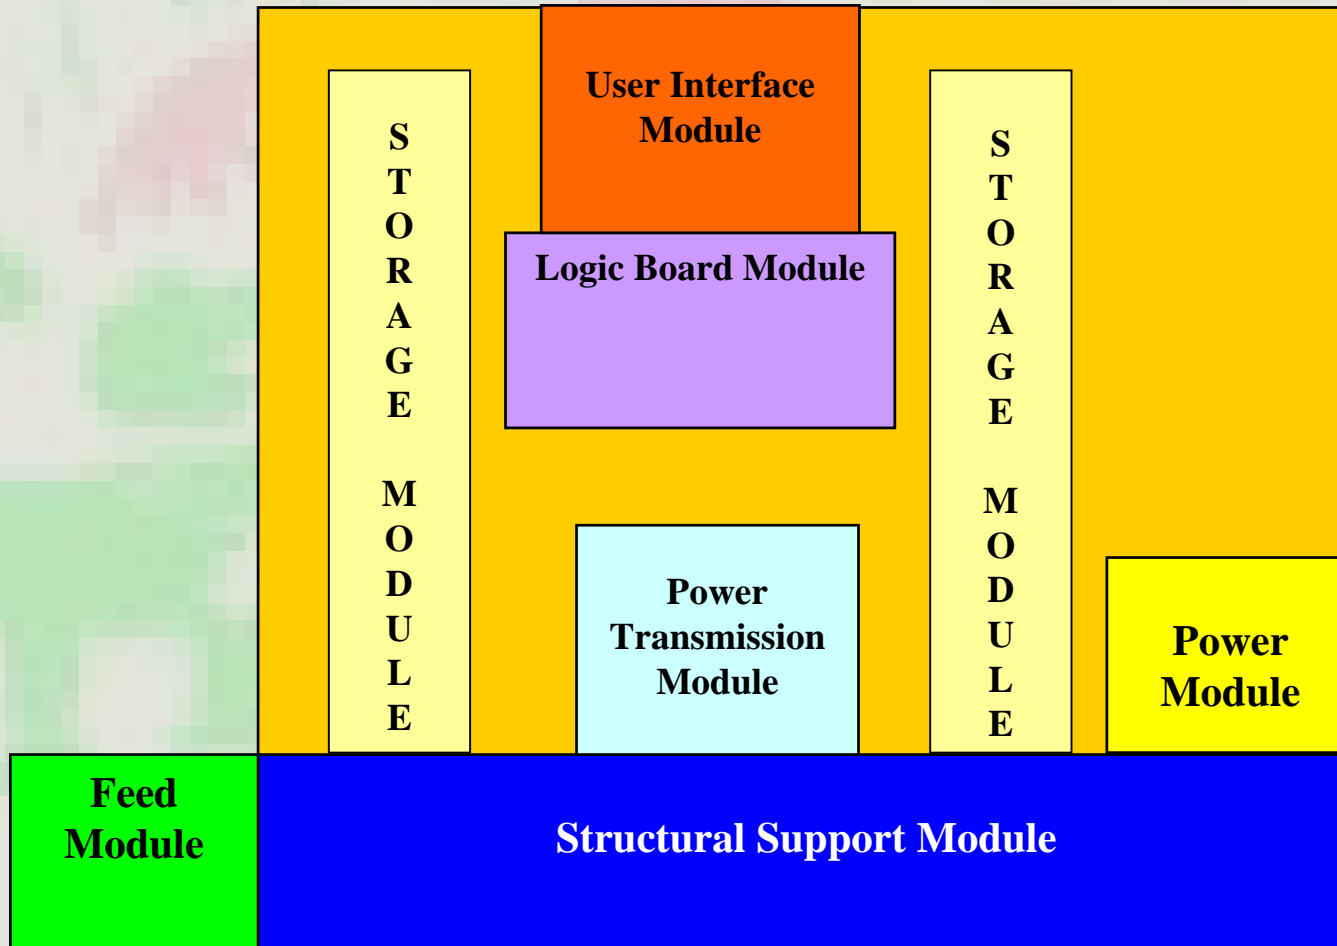 User Interface
Module
S
T
O
R
A
G
E
M
O
D
U
L
E
Logic Board Module
S
T
O
R
A
G
E
M
O
D
U
L
E
Power
Transmission
Module
Power
Module
Feed
Module
Structural Support Module